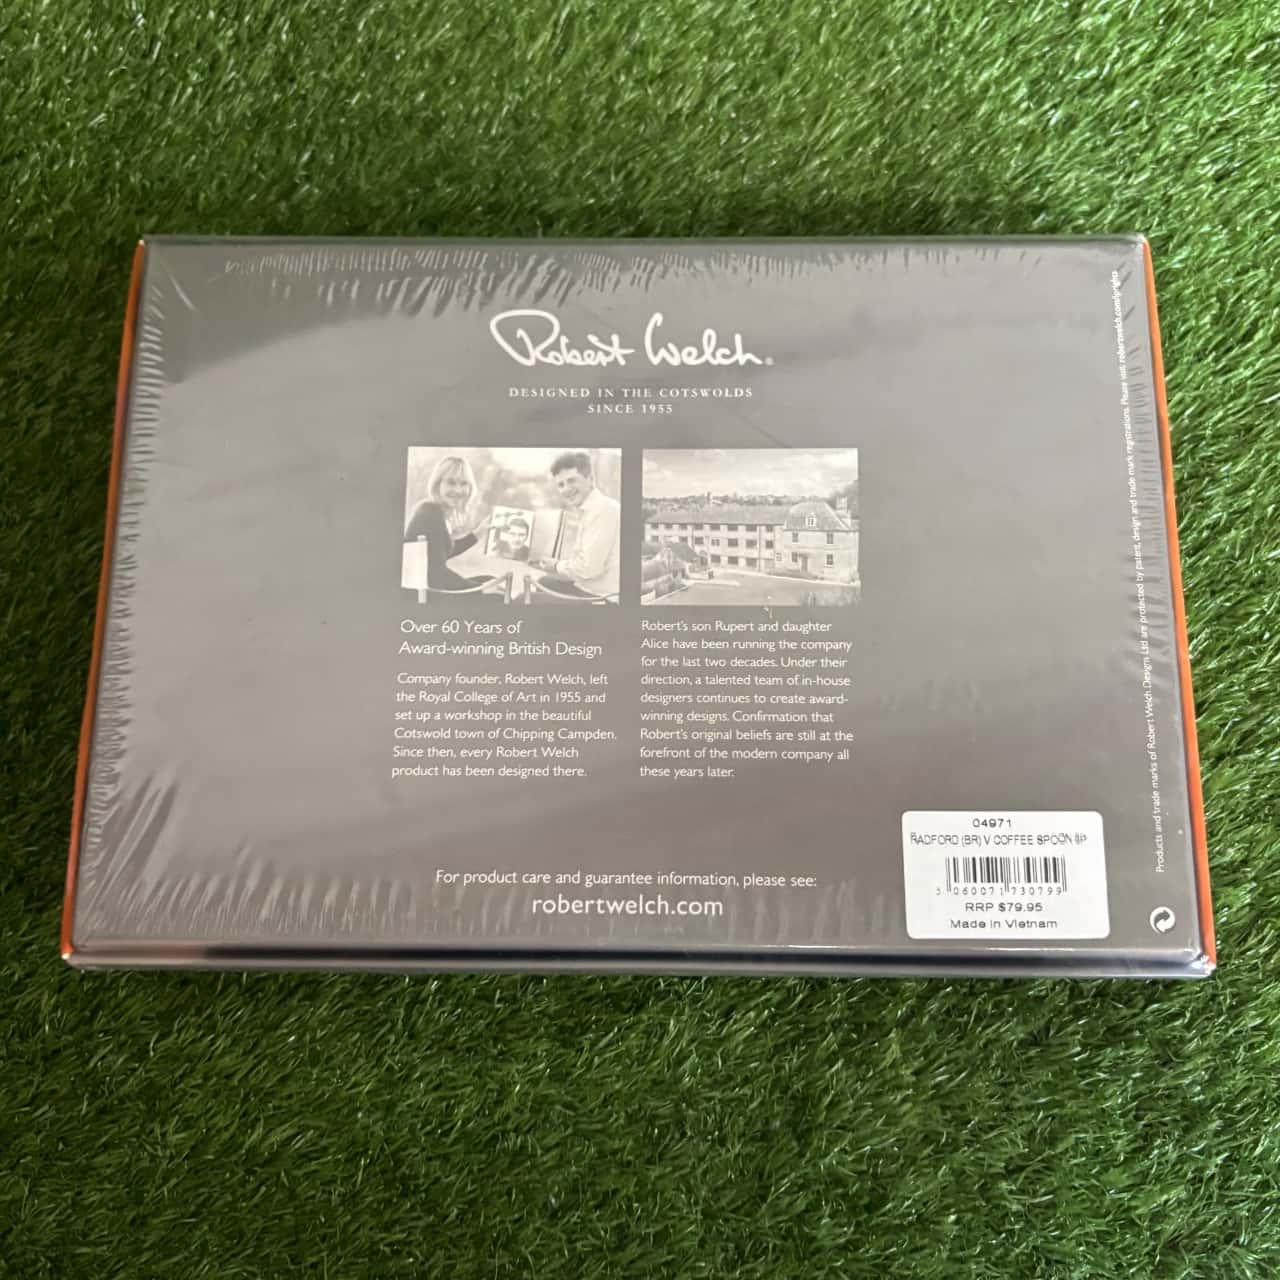 Robert Welch®
DESIGNED IN THE COTSWOLDS
SINCE 1955
Over 60 Years of
Award-winning British Design
Company founder, Robert Welch, left
the Royal College of Art in 1955 and
set up a workshop in the beautiful
Cotswold town of Chipping Campden.
Since then, every Robert Welch
product has been designed there.
Robert's son Rupert and daughter
Alice have been running the company
for the last two decades. Under their
direction, a talented team of in-house
designers continues to create award-
winning designs. Confirmation that
Robert's original beliefs are still at the
forefront of the modern company all
these years later.
For product care and guarantee information, please see:
robertwelch.com
04971
RADFORD (BR) V COFFEE SPOON 8P
5 060071 730799
RRP $79.95
Made in Vietnam
Products and trade marks of Robert Welch Designs Ltd are protected by patent, design and trade mark registrations. Please visit robertwelch.com/iprights